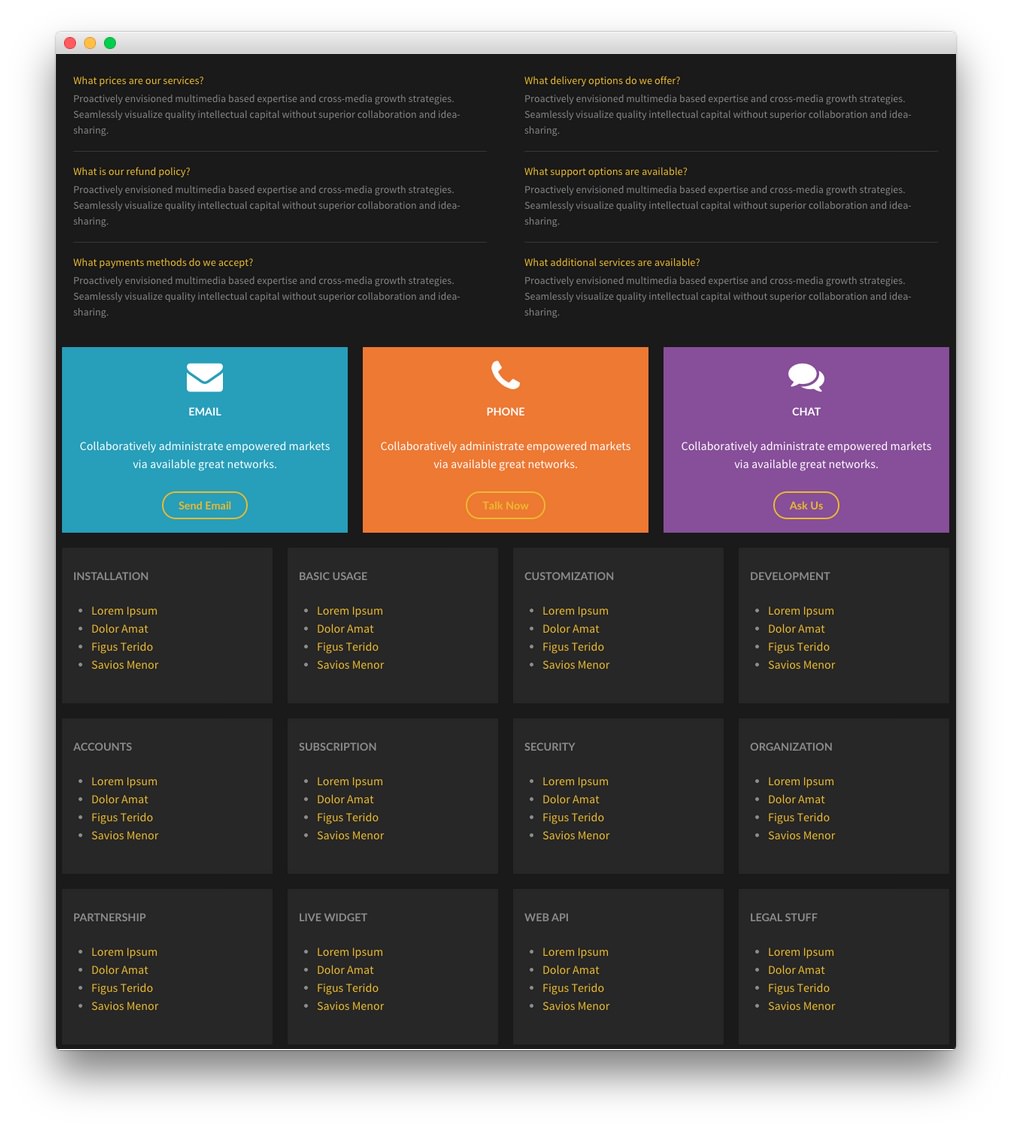 What prices are our services?
Proactively envisioned multimedia based expertise and cross-media growth strategies.
Seamlessly visualize quality intellectual capital without superior collaboration and idea-
sharing.
What delivery options do we offer?
Proactively envisioned multimedia based expertise and cross-media growth strategies.
Seamlessly visualize quality intellectual capital without superior collaboration and idea-
sharing.
What is our refund policy?
Proactively envisioned multimedia based expertise and cross-media growth strategies.
Seamlessly visualize quality intellectual capital without superior collaboration and idea-
sharing.
What support options are available?
Proactively envisioned multimedia based expertise and cross-media growth strategies.
Seamlessly visualize quality intellectual capital without superior collaboration and idea-
sharing.
What payments methods do we accept?
Proactively envisioned multimedia based expertise and cross-media growth strategies.
Seamlessly visualize quality intellectual capital without superior collaboration and idea-
sharing.
What additional services are available?
Proactively envisioned multimedia based expertise and cross-media growth strategies.
Seamlessly visualize quality intellectual capital without superior collaboration and idea-
sharing.
EMAIL
Collaboratively administrate empowered markets
via available great networks.
Send Email
PHONE
Collaboratively administrate empowered markets
via available great networks.
Talk Now
CHAT
Collaboratively administrate empowered markets
via available great networks.
Ask Us
INSTALLATION
Lorem Ipsum
Dolor Amat
Figus Terido
Savios Menor
BASIC USAGE
Lorem Ipsum
Dolor Amat
Figus Terido
Savios Menor
CUSTOMIZATION
Lorem Ipsum
Dolor Amat
Figus Terido
Savios Menor
DEVELOPMENT
Lorem Ipsum
Dolor Amat
Figus Terido
Savios Menor
ACCOUNTS
Lorem Ipsum
Dolor Amat
Figus Terido
Savios Menor
SUBSCRIPTION
Lorem Ipsum
Dolor Amat
Figus Terido
Savios Menor
SECURITY
Lorem Ipsum
Dolor Amat
Figus Terido
Savios Menor
ORGANIZATION
Lorem Ipsum
Dolor Amat
Figus Terido
Savios Menor
PARTNERSHIP
Lorem Ipsum
Dolor Amat
Figus Terido
Savios Menor
LIVE WIDGET
Lorem Ipsum
Dolor Amat
Figus Terido
Savios Menor
WEB API
Lorem Ipsum
Dolor Amat
Figus Terido
Savios Menor
LEGAL STUFF
Lorem Ipsum
Dolor Amat
Figus Terido
Savios Menor